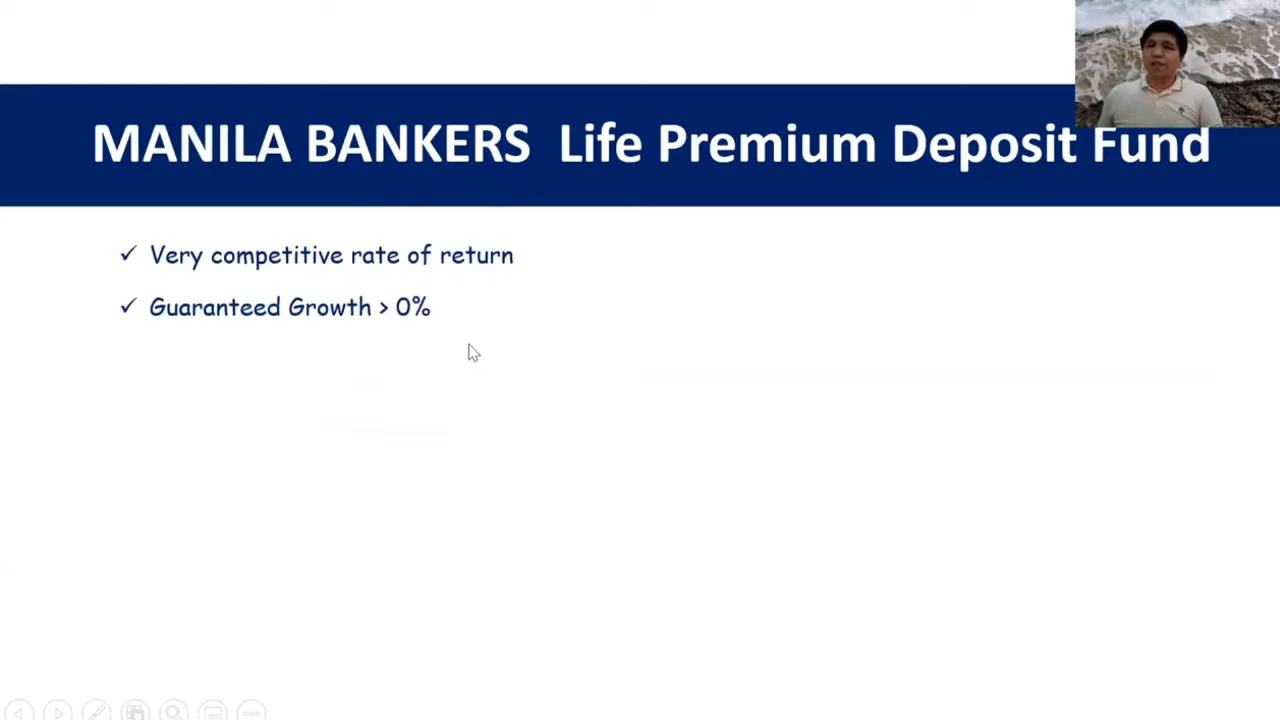 MANILA BANKERS Life Premium Deposit Fund
✓ Very competitive rate of return
✓ Guaranteed Growth > 0%